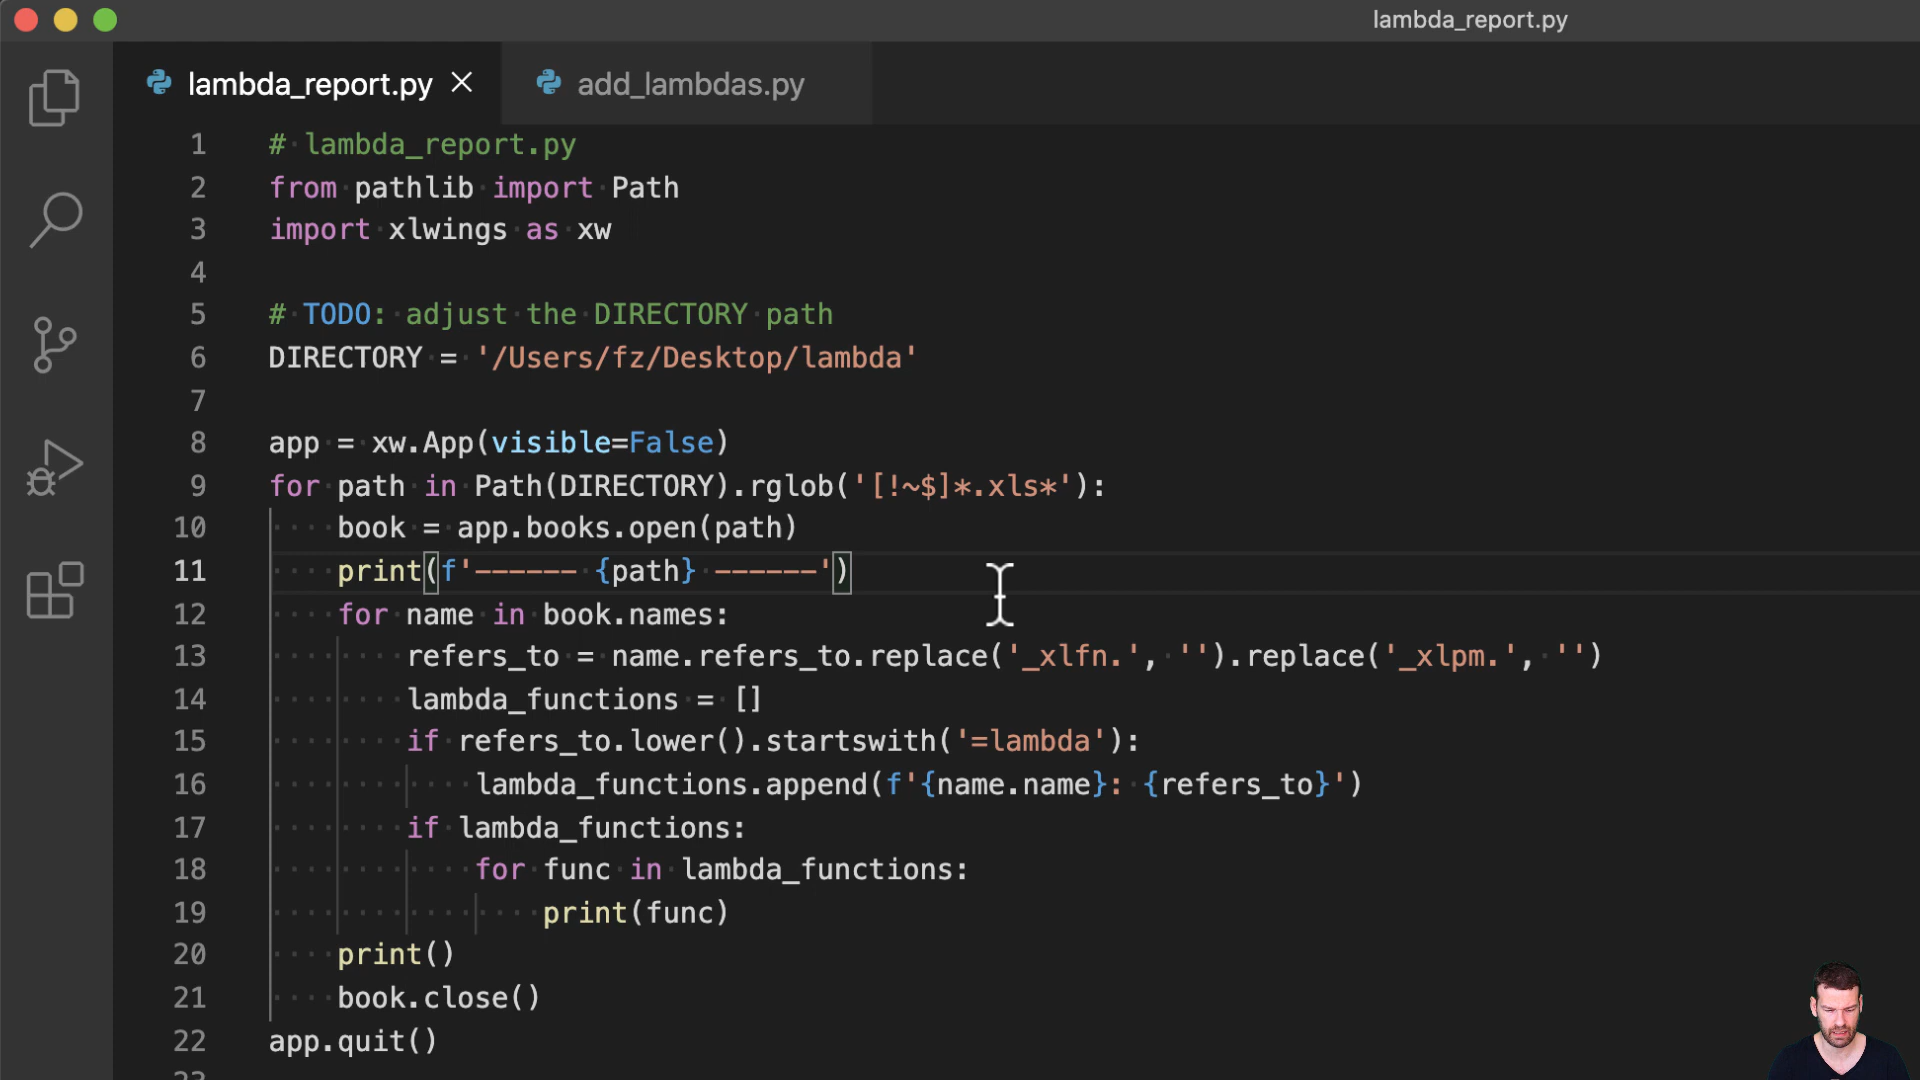 lambda_report.py
lambda_report.py
add_lambdas.py
1 # lambda_report.py
2 from pathlib import Path
3 import xlwings as xw
4
5 # TODO: adjust the DIRECTORY path
6 DIRECTORY = '/Users/fz/Desktop/lambda'
7
8 app = xw.App(visible=False)
9 for path in Path(DIRECTORY).rglob('[!~$]*.xls*'):
10     book = app.books.open(path)
11     print(f'------ {path} ------')
12     for name in book.names:
13         refers_to = name.refers_to.replace('_xlfn.', '').replace('_xlpm.', '')
14         lambda_functions = []
15         if refers_to.lower().startswith('=lambda'):
16             lambda_functions.append(f'{name.name}: {refers_to}')
17         if lambda_functions:
18             for func in lambda_functions:
19                 print(func)
20     print()
21     book.close()
22 app.quit()
23